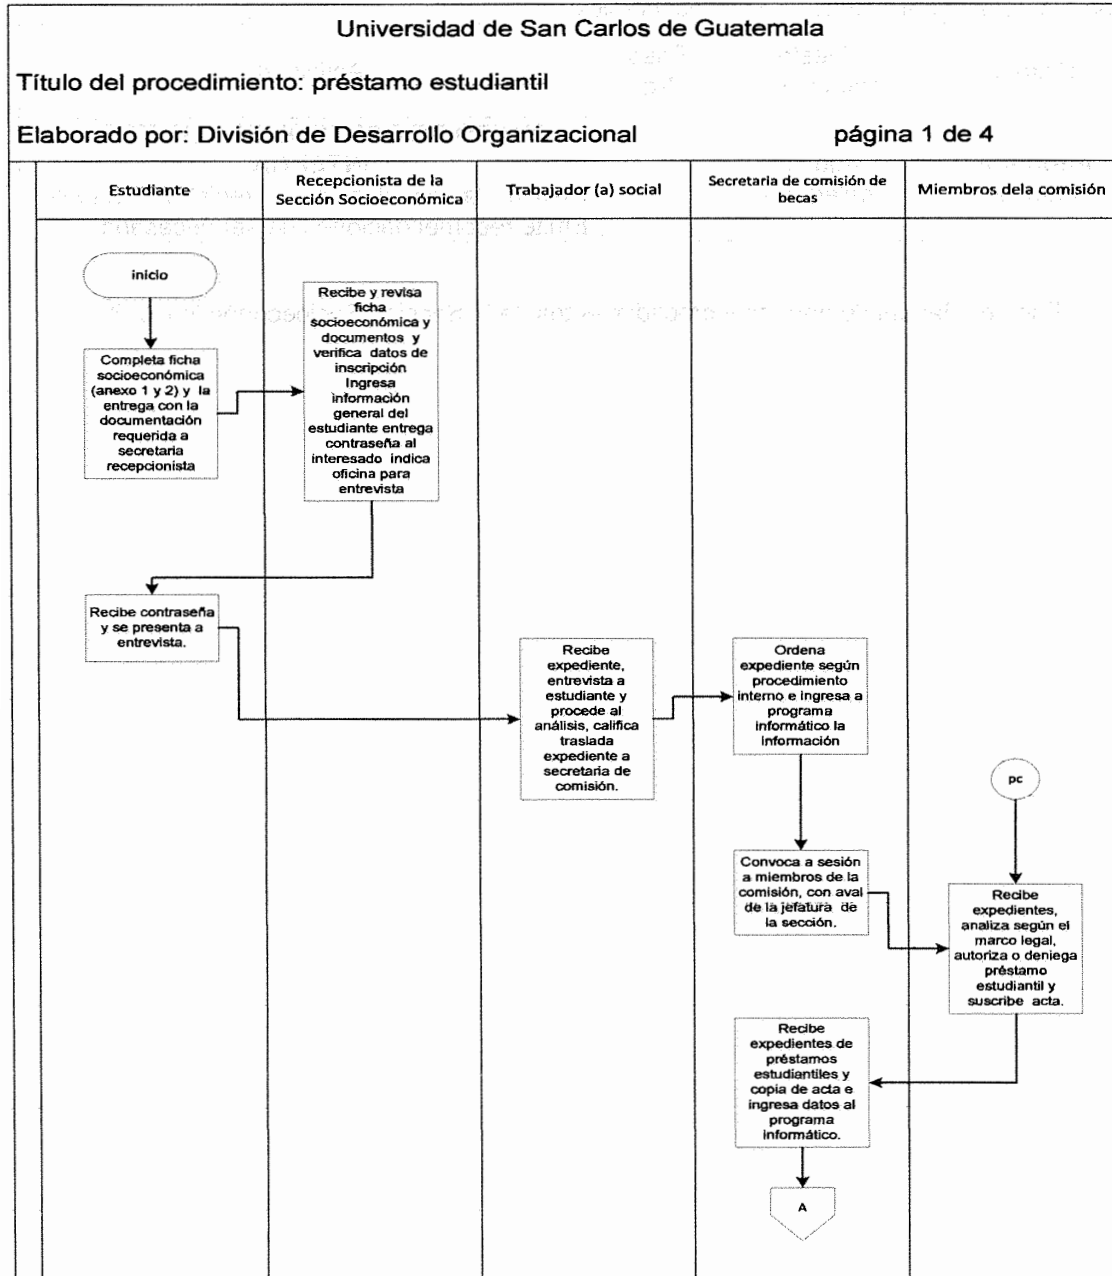 Universidad de San Carlos de Guatemala
Título del procedimiento: préstamo estudiantil
Elaborado por: División de Desarrollo Organizacional página 1 de 4
Estudiante
Recepcionista de la
Sección Socioeconómica
Trabajador (a) social
Secretaria de comisión de
becas
Miembros dela comisión
inicio
Completa ficha
socioeconómica
(anexo 1 y 2) y la
entrega con la
documentación
requerida a
secretaria
recepcionista
Recibe y revisa
ficha
socioeconómica y
documentos y
verifica datos de
inscripción
Ingresa
información
general del
estudiante entrega
contraseña al
interesado indica
oficina para
entrevista
Recibe contraseña
y se presenta a
entrevista.
Recibe
expediente,
entrevista a
estudiante y
procede al
análisis, califica
traslada
expediente a
secretaria de
comisión.
Ordena
expediente según
procedimiento
interno e ingresa a
programa
informático la
información
Convoca a sesión
a miembros de la
comisión, con aval
de la jefatura de
la sección.
pc
Recibe
expedientes,
analiza según el
marco legal,
autoriza o deniega
préstamo
estudiantil y
suscribe acta.
Recibe
expedientes de
préstamos
estudiantiles y
copia de acta e
ingresa datos al
programa
informático.
A